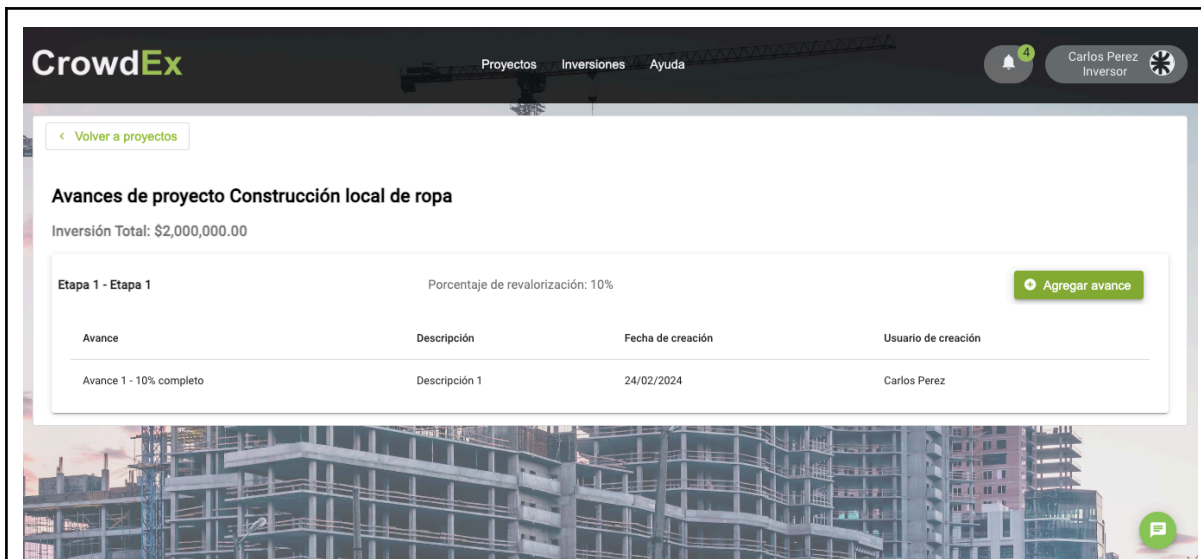 CrowdEx
Proyectos Inversiones Ayuda
4
Carlos Perez
Inversor
Volver a proyectos
Avances de proyecto Construcción local de ropa
Inversión Total: $2,000,000.00
Etapa 1 - Etapa 1 Porcentaje de revalorización: 10% Agregar avance
Avance Descripción Fecha de creación Usuario de creación
Avance 1 - 10% completo Descripción 1 24/02/2024 Carlos Perez